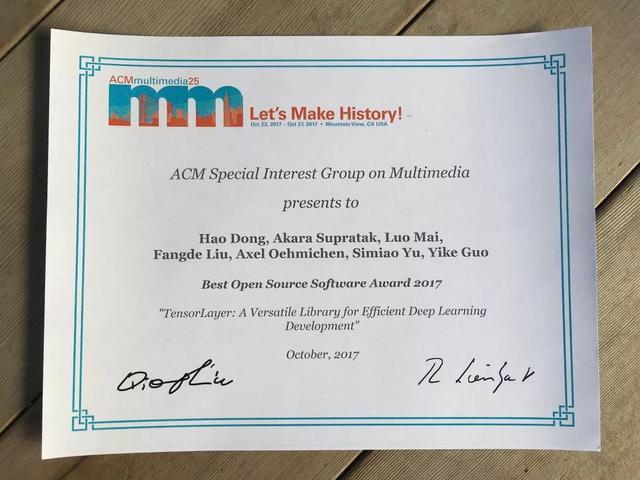 ACMmultimedia25
mm
Let's Make History!
Oct 23, 2017 - Oct 27, 2017 • Mountain View, CA USA
ACM Special Interest Group on Multimedia
presents to
Hao Dong, Akara Supratak, Luo Mai,
Fangde Liu, Axel Oehmichen, Simiao Yu, Yike Guo
Best Open Source Software Award 2017
"TensorLayer: A Versatile Library for Efficient Deep Learning
Development"
October, 2017